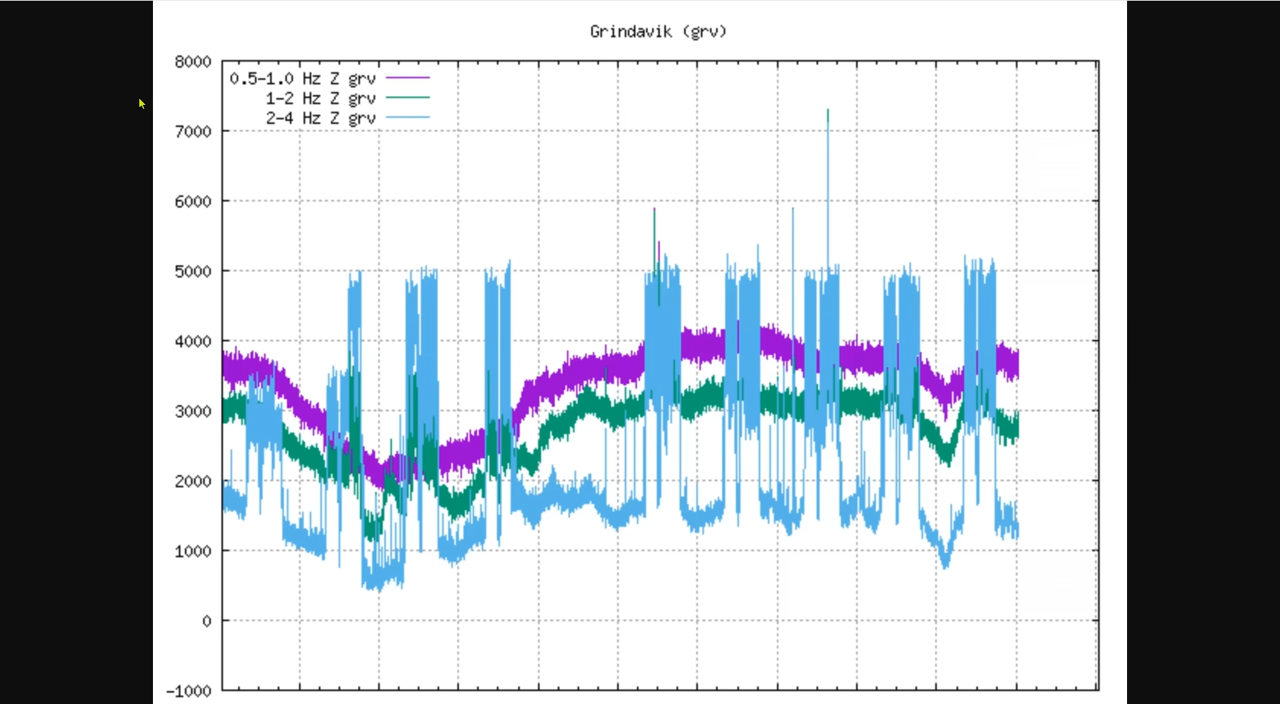 Grindavik (grv)
8000
0.5-1.0 Hz Z grv
1-2 Hz Z grv
2-4 Hz Z grv
7000
6000
5000
4000
3000
2000
1000
0
-1000